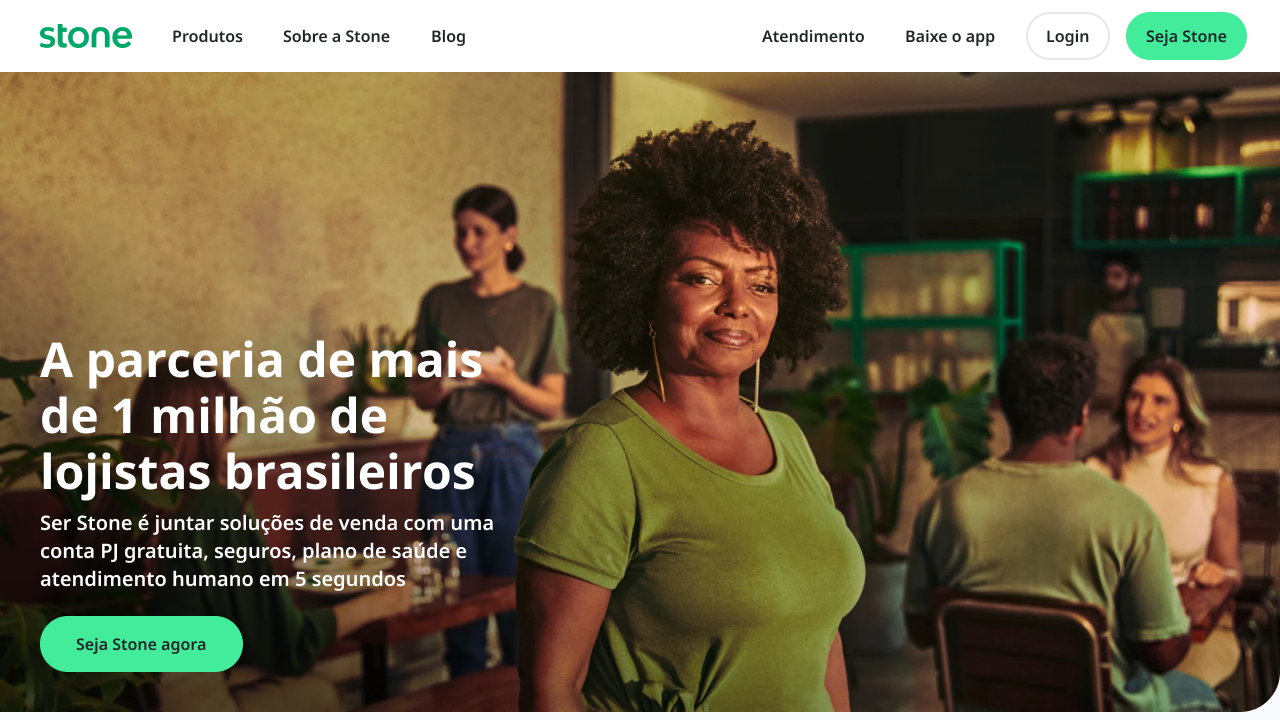 stone
Produtos
Sobre a Stone
Blog
Atendimento
Baixe o app
Login
Seja Stone
A parceria de mais
de 1 milhão de
lojistas brasileiros
Ser Stone é juntar soluções de venda com uma
conta PJ gratuita, seguros, plano de saúde e
atendimento humano em 5 segundos
Seja Stone agora